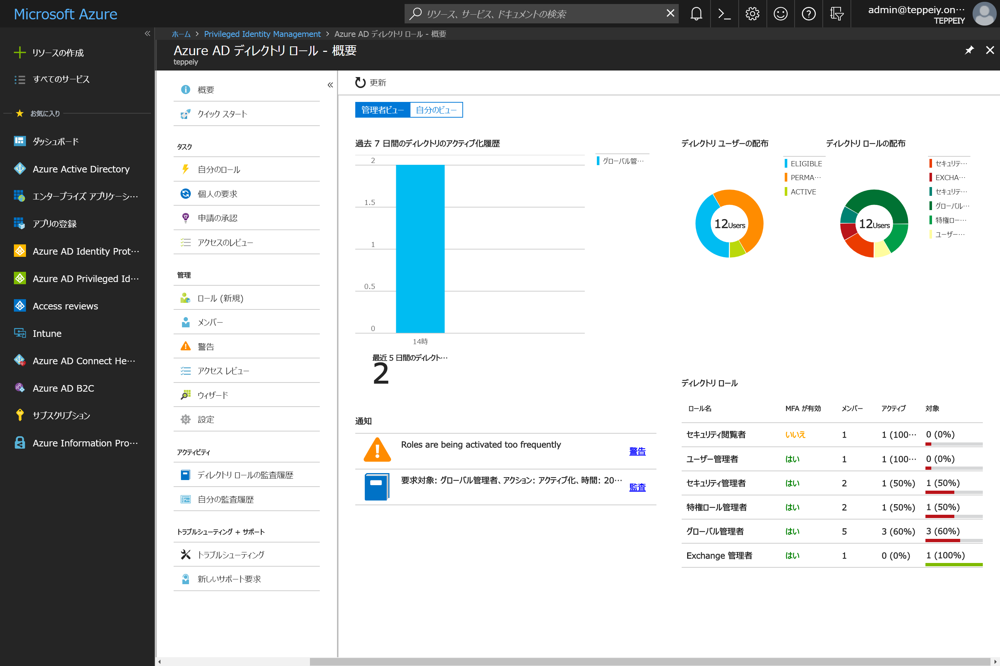 Microsoft Azure
リソース、サービス、ドキュメントの検索
admin@teppeiy.on…
TEPPEIY
ホーム > Privileged Identity Management > Azure AD ディレクトリ ロール - 概要
Azure AD ディレクトリ ロール - 概要
teppeiy
リソースの作成
すべてのサービス
お気に入り
ダッシュボード
Azure Active Directory
エンタープライズ アプリケーシ…
アプリの登録
Azure AD Identity Prot…
Azure AD Privileged Id…
Access reviews
Intune
Azure AD Connect He…
Azure AD B2C
サブスクリプション
Azure Information Pro…
概要
クイック スタート
タスク
自分のロール
個人の要求
申請の承認
アクセスのレビュー
管理
ロール (新規)
メンバー
警告
アクセス レビュー
ウィザード
設定
アクティビティ
ディレクトリ ロールの監査履歴
自分の監査履歴
トラブルシューティング + サポート
トラブルシューティング
新しいサポート要求
更新
管理者ビュー 自分のビュー
過去 7 日間のディレクトリのアクティブ化履歴
2
1.5
1
0.5
0
14時
グローバル管…
最近 5 日間のディレクト…
2
通知
Roles are being activated too frequently 警告
要求対象: グローバル管理者、アクション: アクティブ化、時間: 20… 監査
ディレクトリ ユーザーの配布
ELIGIBLE
PERMA…
ACTIVE
12Users
ディレクトリ ロールの配布
セキュリテ…
EXCHA…
セキュリテ…
グローバル…
特権ロー…
ユーザー…
12Users
ディレクトリ ロール
ロール名 MFA が有効 メンバー アクティブ 対象
セキュリティ閲覧者 いいえ 1 1 (100… 0 (0%)
ユーザー管理者 はい 1 1 (100… 0 (0%)
セキュリティ管理者 はい 2 1 (50%) 1 (50%)
特権ロール管理者 はい 2 1 (50%) 1 (50%)
グローバル管理者 はい 5 3 (60%) 3 (60%)
Exchange 管理者 はい 1 0 (0%) 1 (100%)